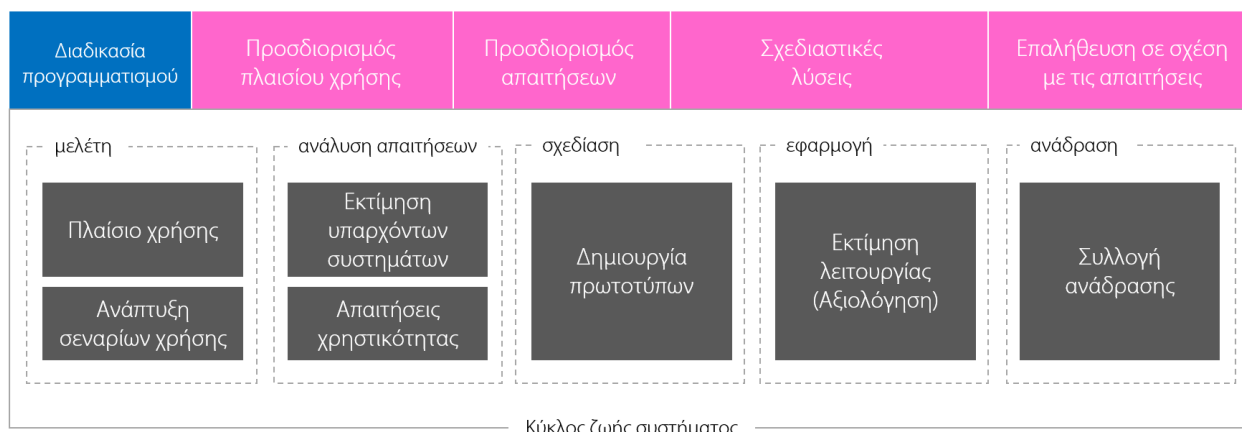 Διαδικασία
προγραμματισμού
Προσδιορισμός
πλαισίου χρήσης
Προσδιορισμός
απαιτήσεων
Σχεδιαστικές
λύσεις
Επαλήθευση σε σχέση
με τις απαιτήσεις
μελέτη
Πλαίσιο χρήσης
Ανάπτυξη
σεναρίων χρήσης
ανάλυση απαιτήσεων
Εκτίμηση
υπαρχόντων
συστημάτων
Απαιτήσεις
χρηστικότητας
σχεδίαση
Δημιουργία
πρωτοτύπων
εφαρμογή
Εκτίμηση
λειτουργίας
(Αξιολόγηση)
ανάδραση
Συλλογή
ανάδρασης
Κύκλος ζωής συστήματος